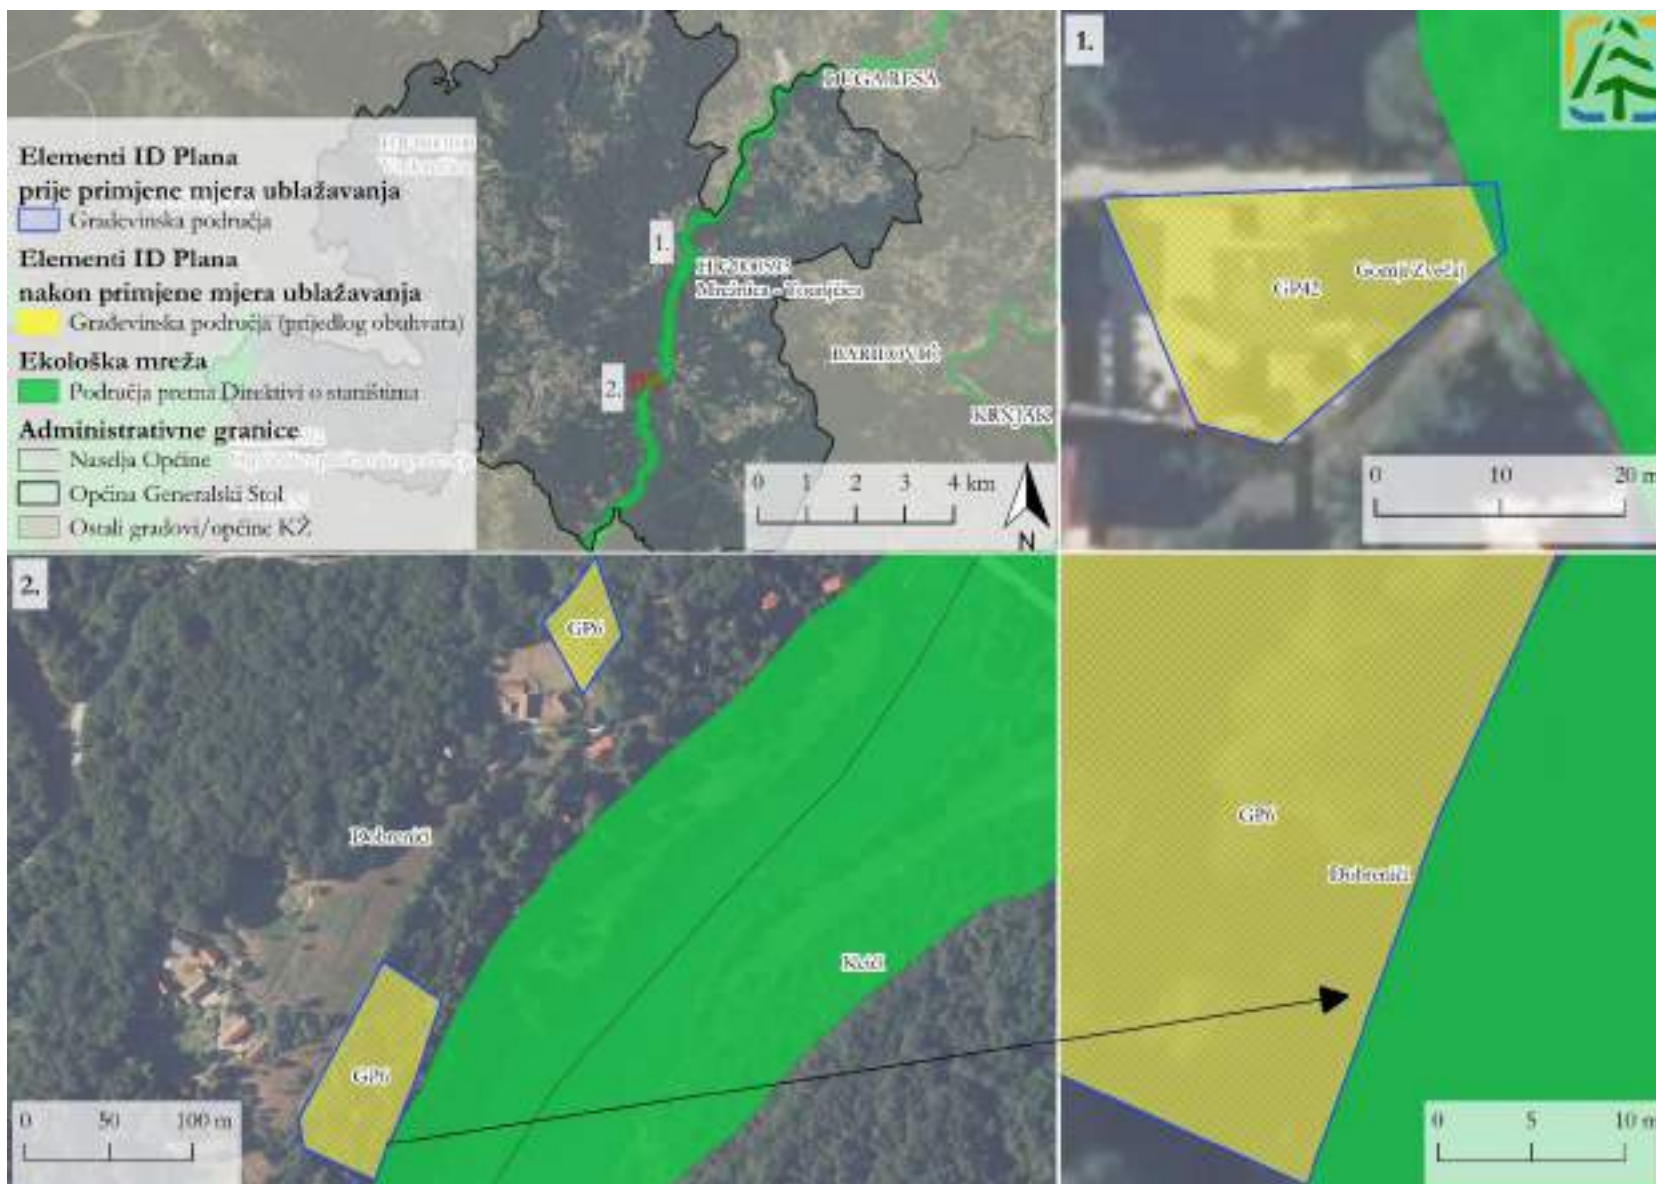 DUGA RESA
1.
Elementi ID Plana
prije primjene mjera ublažavanja
Građevinska područja
Elementi ID Plana
nakon primjene mjera ublažavanja
Građevinska područja (prijedlog obuhvata)
Ekološka mreža
Područja prema Direktivi o staništima
Administrativne granice
Naselja Općine
Općina Generalski Stol
Ostali gradovi/općine KŽ
1.
HR2000593
Mrežnica - Tounjčica
2.
BARILOVIĆ
KRNJAK
0 1 2 3 4 km
N
Gornji Zvečaj
GP42
0 10 20 m
2.
GP6
Dobrenići
Keići
GP6
0 50 100 m
GP6
Dobrenići
0 5 10 m